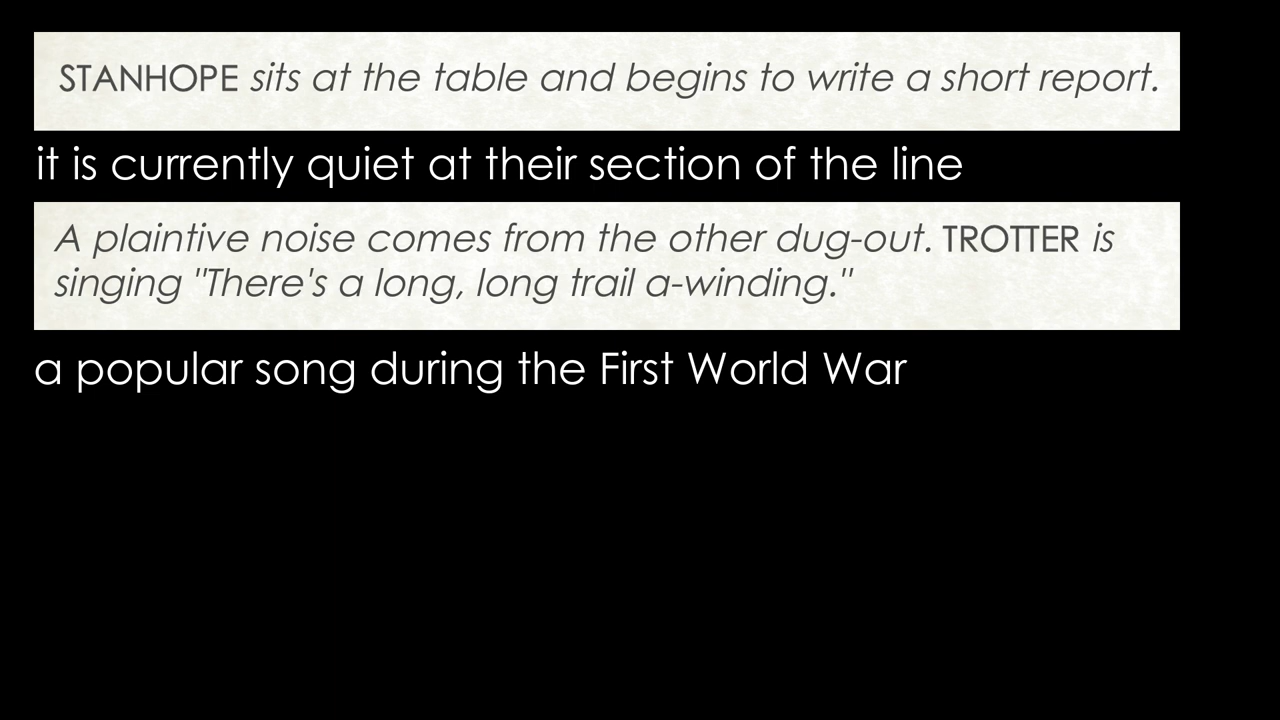 STANHOPE sits at the table and begins to write a short report.
it is currently quiet at their section of the line
A plaintive noise comes from the other dug-out. TROTTER is
singing "There's a long, long trail a-winding."
a popular song during the First World War